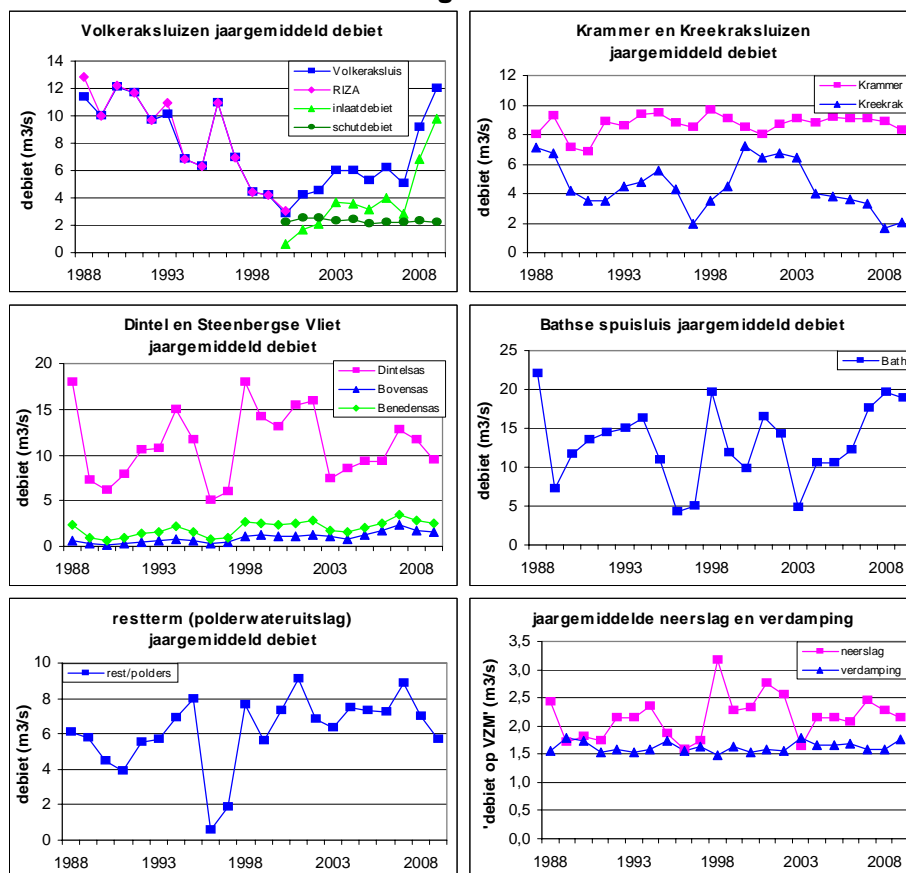 Volkeraksluizen jaargemiddeld debiet
debiet (m3/s)
14
12
10
8
6
4
2
0
Volkeraksluis
RIZA
inlaatdebiet
schutdebiet
1988
1993
1998
2003
2008
Krammer en Kreekraksluizen
jaargemiddeld debiet
debiet (m3/s)
12
10
8
6
4
2
0
Krammer
Kreekrak
1988
1993
1998
2003
2008
Dintel en Steenbergse Vliet
jaargemiddeld debiet
debiet (m3/s)
20
15
10
5
0
Dintelsas
Bovensas
Benedensas
1988
1993
1998
2003
2008
Bathse spuisluis jaargemiddeld debiet
debiet (m3/s)
25
20
15
10
5
0
Bath
1988
1993
1998
2003
2008
restterm (polderwateruitslag)
jaargemiddeld debiet
debiet (m3/s)
10
8
6
4
2
0
rest/polders
1988
1993
1998
2003
2008
jaargemiddelde neerslag en verdamping
'debiet op VZM' (m3/s)
3,5
3,0
2,5
2,0
1,5
1,0
0,5
0,0
neerslag
verdamping
1988
1993
1998
2003
2008